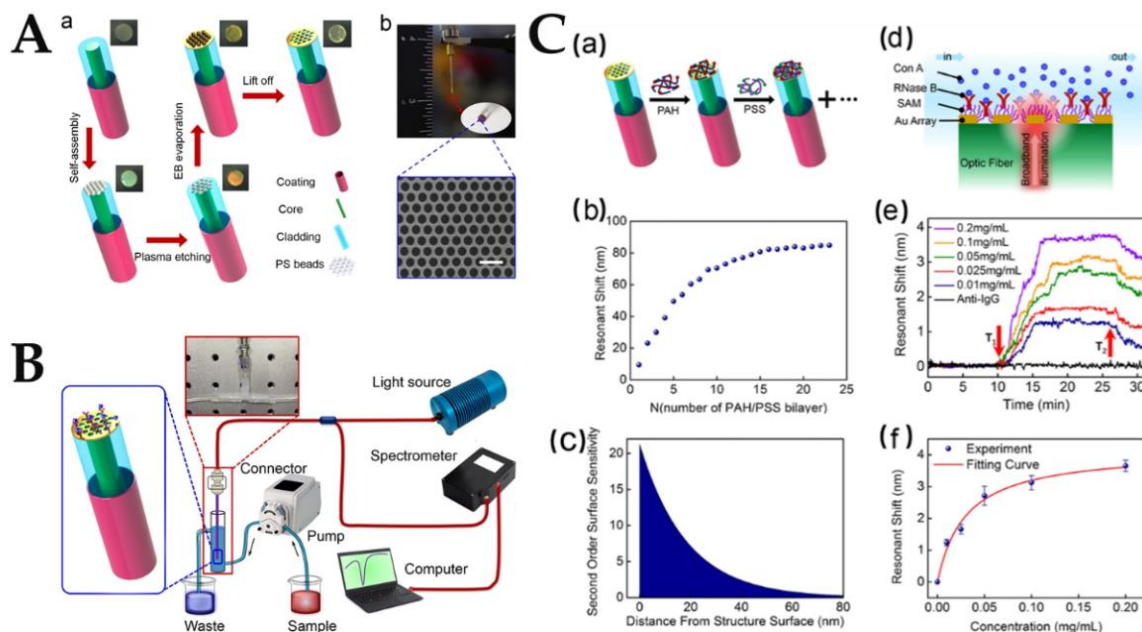 A
a
Lift off
Self-assembly
EB evaporation
Plasma etching
Coating
Core
Cladding
PS beads
b
B
Light source
Spectrometer
Connector
Pump
Computer
Waste
Sample
C
(a)
PAH
PSS
+ ...
(b)
100
80
60
40
20
0
Resonant Shift (nm)
0 5 10 15 20 25
N(number of PAH/PSS bilayer)
(c)
20
15
10
5
0
Second Order Surface Sensitivity
0 20 40 60 80
Distance From Structure Surface (nm)
(d)
in
out
Con A
RNase B
SAM
Au Array
Optic Fiber
Broadband
illumination
(e)
0.2mg/mL
0.1mg/mL
0.05mg/mL
0.025mg/mL
0.01mg/mL
Anti-IgG
T1
T2
4
3
2
1
0
Resonant Shift (nm)
0 5 10 15 20 25 30
Time (min)
(f)
Experiment
Fitting Curve
4
3
2
1
0
Resonant Shift (nm)
0.00 0.05 0.10 0.15 0.20
Concentration (mg/mL)